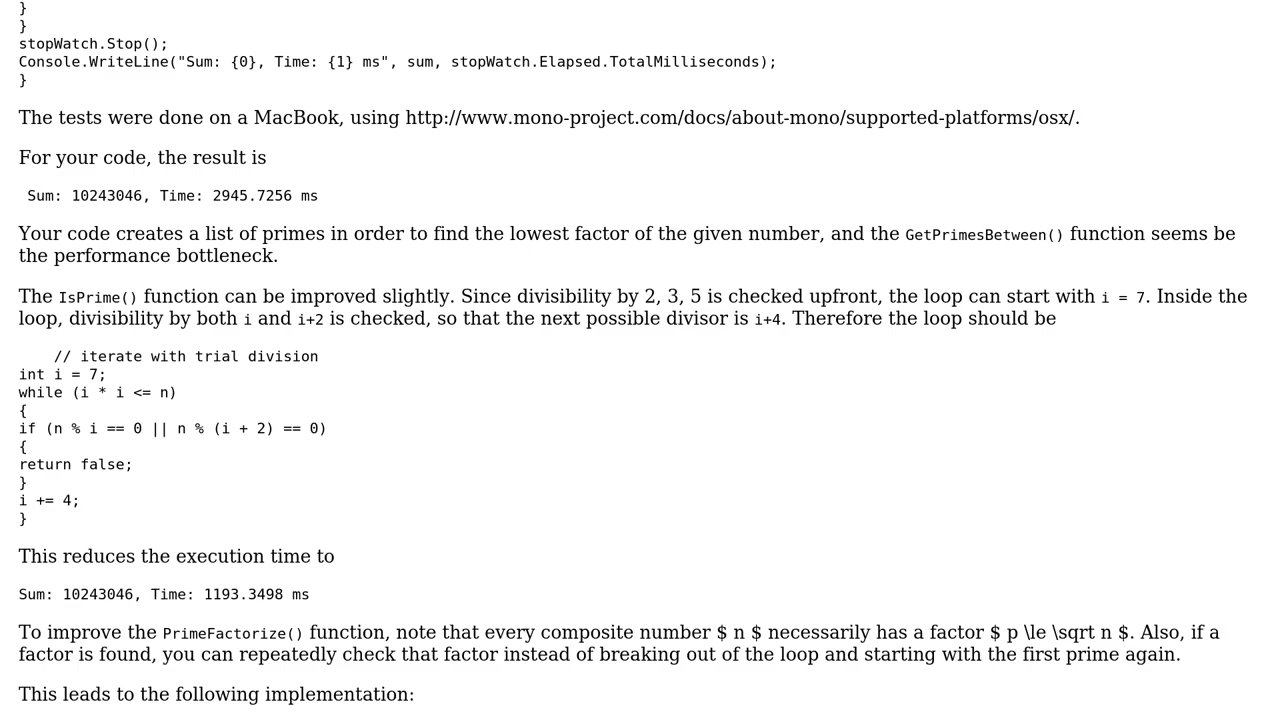 }
}
stopWatch.Stop();
Console.WriteLine("Sum: {0}, Time: {1} ms", sum, stopWatch.Elapsed.TotalMilliseconds);
}
The tests were done on a MacBook, using http://www.mono-project.com/docs/about-mono/supported-platforms/osx/.
For your code, the result is
Sum: 10243046, Time: 2945.7256 ms
Your code creates a list of primes in order to find the lowest factor of the given number, and the GetPrimesBetween() function seems be
the performance bottleneck.
The IsPrime() function can be improved slightly. Since divisibility by 2, 3, 5 is checked upfront, the loop can start with i = 7. Inside the
loop, divisibility by both i and i+2 is checked, so that the next possible divisor is i+4. Therefore the loop should be
// iterate with trial division
int i = 7;
while (i * i <= n)
{
if (n % i == 0 || n % (i + 2) == 0)
{
return false;
}
i += 4;
}
This reduces the execution time to
Sum: 10243046, Time: 1193.3498 ms
To improve the PrimeFactorize() function, note that every composite number $ n $ necessarily has a factor $ p \le \sqrt n $. Also, if a
factor is found, you can repeatedly check that factor instead of breaking out of the loop and starting with the first prime again.
This leads to the following implementation: